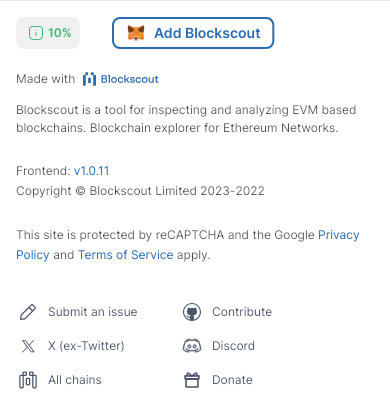 10%
Add Blockscout
Made with Blockscout
Blockscout is a tool for inspecting and analyzing EVM based
blockchains. Blockchain explorer for Ethereum Networks.
Frontend: v1.0.11
Copyright © Blockscout Limited 2023-2022
This site is protected by reCAPTCHA and the Google Privacy
Policy and Terms of Service apply.
Submit an issue
Contribute
X (ex-Twitter)
Discord
All chains
Donate